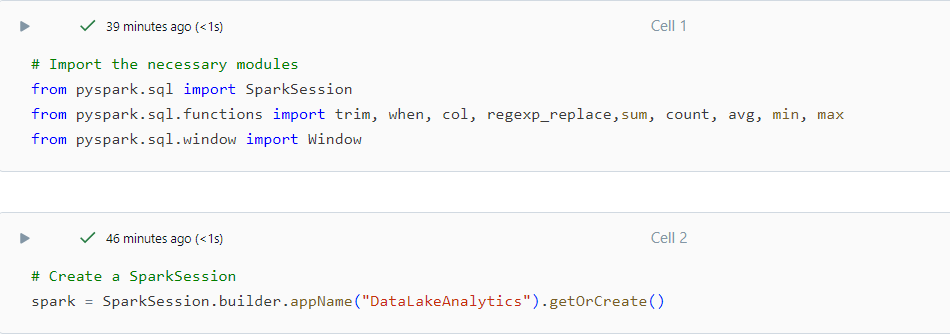 39 minutes ago (<1s)
Cell 1
# Import the necessary modules
from pyspark.sql import SparkSession
from pyspark.sql.functions import trim, when, col, regexp_replace,sum, count, avg, min, max
from pyspark.sql.window import Window
46 minutes ago (<1s)
Cell 2
# Create a SparkSession
spark = SparkSession.builder.appName("DataLakeAnalytics").getOrCreate()